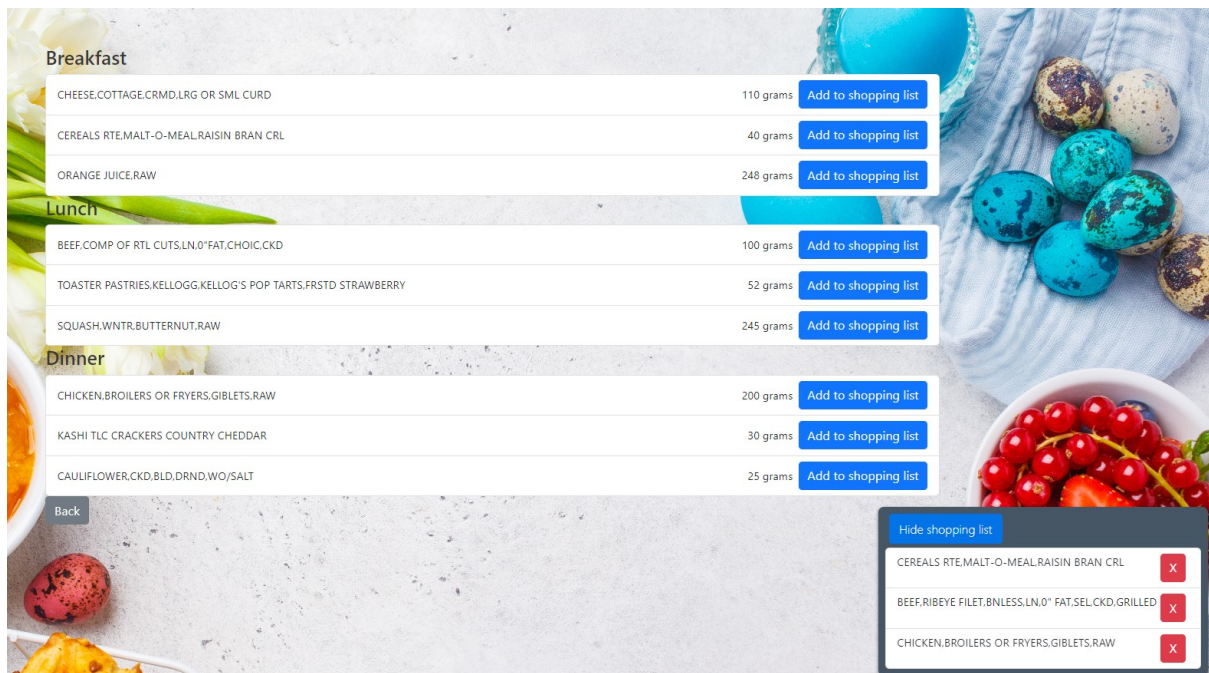 Breakfast
CHEESE,COTTAGE,CRMD,LRG OR SML CURD 110 grams Add to shopping list
CEREALS RTE,MALT-O-MEAL,RAISIN BRAN CRL 40 grams Add to shopping list
ORANGE JUICE,RAW 248 grams Add to shopping list
Lunch
BEEF,COMP OF RTL CUTS,LN,0"FAT,CHOIC,CKD 100 grams Add to shopping list
TOASTER PASTRIES,KELLOGG,KELLOG'S POP TARTS,FRSTD STRAWBERRY 52 grams Add to shopping list
SQUASH,WNTR,BUTTERNUT,RAW 245 grams Add to shopping list
Dinner
CHICKEN,BROILERS OR FRYERS,GIBLETS,RAW 200 grams Add to shopping list
KASHI TLC CRACKERS COUNTRY CHEDDAR 30 grams Add to shopping list
CAULIFLOWER,CKD,BLD,DRND,WO/SALT 25 grams Add to shopping list
Back
Hide shopping list
CEREALS RTE,MALT-O-MEAL,RAISIN BRAN CRL X
BEEF,RIBEYE FILET,BNLESS,LN,0" FAT,SEL,CKD,GRILLED X
CHICKEN,BROILERS OR FRYERS,GIBLETS,RAW X